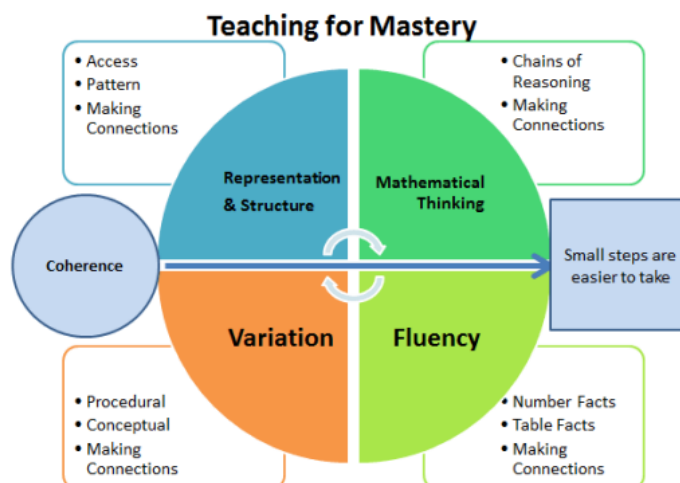 Teaching for Mastery
• Access
• Pattern
• Making
Connections
• Chains of
Reasoning
• Making
Connections
Representation
& Structure
Mathematical
Thinking
Coherence
Small steps are
easier to take
Variation
Fluency
• Procedural
• Conceptual
• Making
Connections
• Number Facts
• Table Facts
• Making
Connections